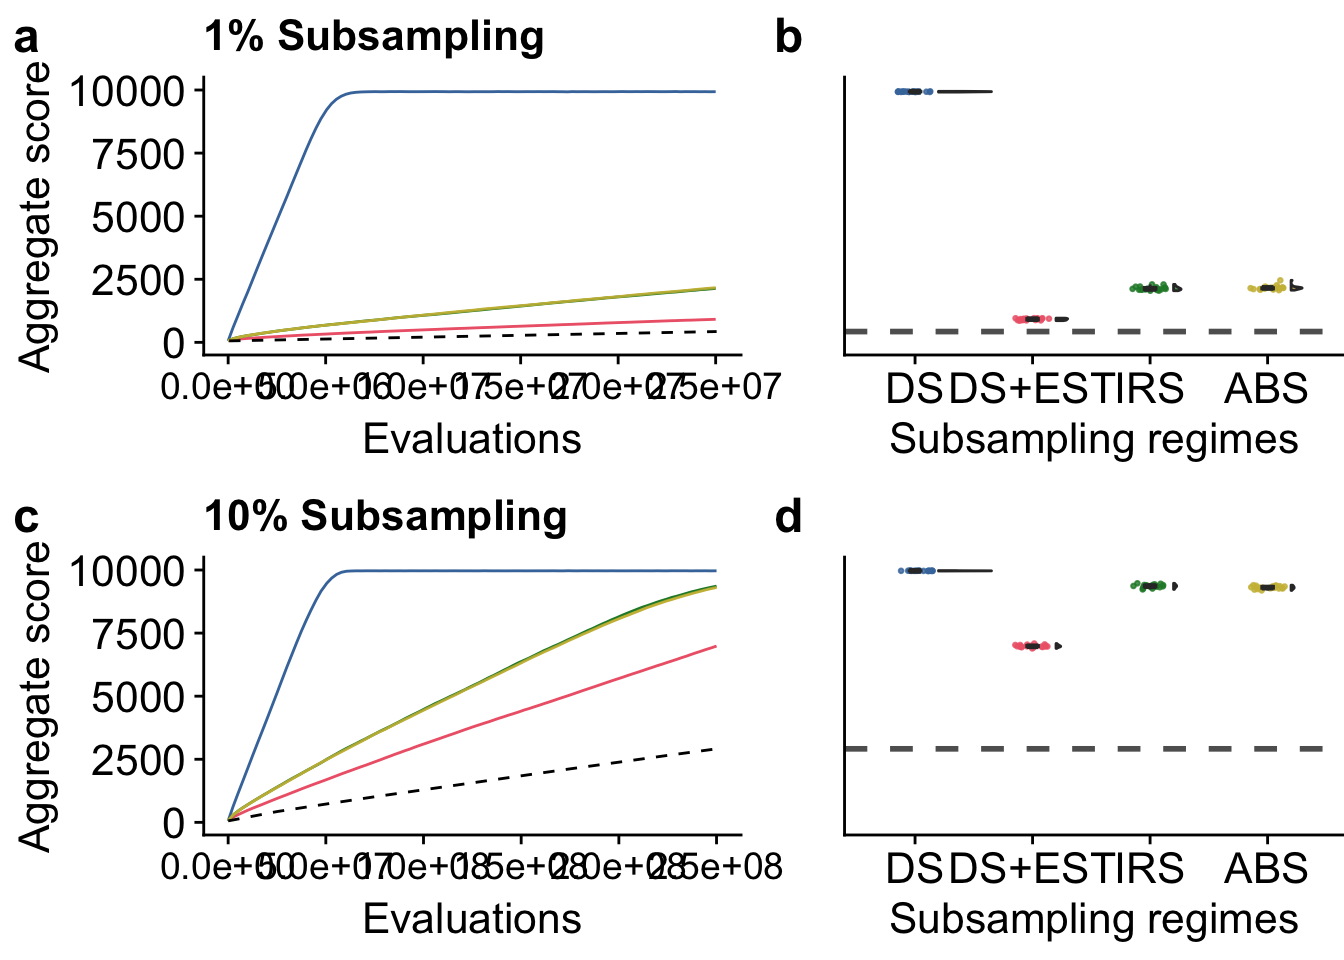 a
1% Subsampling
Aggregate score
10000
7500
5000
2500
0
0.0e+00 5.0e+06 1.0e+07 1.5e+07 2.0e+07 2.5e+07
Evaluations
b
DS DS+EST IRS ABS
Subsampling regimes
c
10% Subsampling
Aggregate score
10000
7500
5000
2500
0
0.0e+00 5.0e+07 1.0e+08 1.5e+08 2.0e+08 2.5e+08
Evaluations
d
DS DS+EST IRS ABS
Subsampling regimes